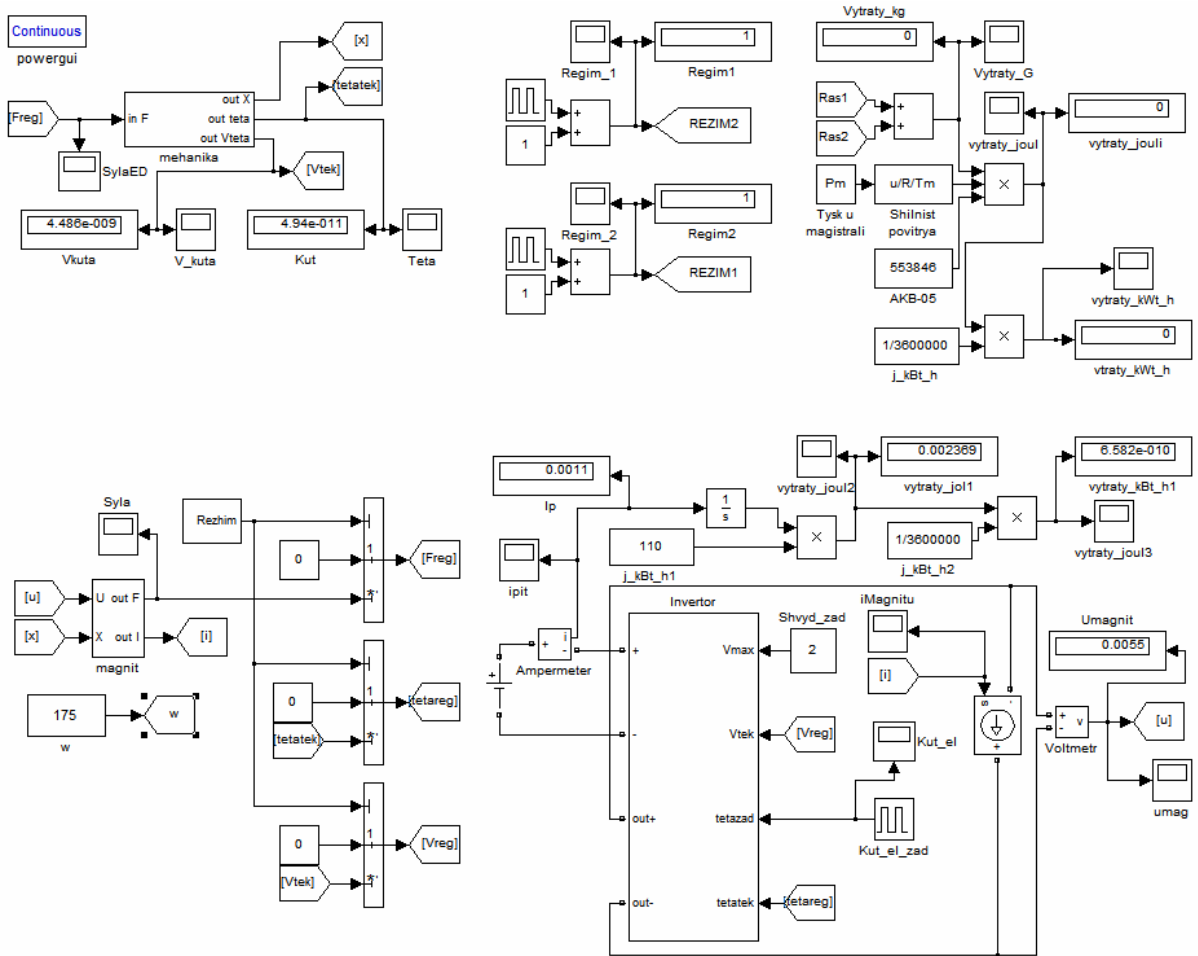 Continuous
powergui
[x]
[tetatek]
[Freg]
in F
out X
out teta
out Vteta
mehanika
SylaED
[Vtek]
4.486e-009
Vkuta
V_kuta
4.94e-011
Kut
Teta
Regim_1
1
Regim1
1
+
+
REZIM2
Regim_2
1
Regim2
1
+
+
REZIM1
Vytraty_kg
0
Vytraty_G
Ras1
Ras2
+
+
vytraty_joul
0
vytraty_jouli
Pm
Tysk u
magistrali
u/R/Tm
Shilnist
povitrya
×
553846
AKB-05
vytraty_kWt_h
1/3600000
j_kBt_h
×
0
vtraty_kWt_h
Syla
[u]
[x]
U
X
out F
out I
magnit
[i]
175
w
w
Rezhim
0
1
*'
[Freg]
0
1
[tetatek]
*'
[tetareg]
0
1
[Vtek]
*'
[Vreg]
0.0011
Ip
ipit
1
s
110
j_kBt_h1
×
vytraty_joul2
0.002369
vytraty_jol1
1/3600000
j_kBt_h2
×
6.582e-010
vytraty_kBt_h1
vytraty_joul3
+
+
-
i
Ampermeter
Invertor
+
-
out+
out-
Vmax
Vtek
tetazad
tetatek
Shvyd_zad
2
[Vreg]
Kut_el
Kut_el_zad
[tetareg]
iMagnitu
[i]
s
-
+
+
-
v
Voltmetr
Umagnit
0.0055
[u]
umag